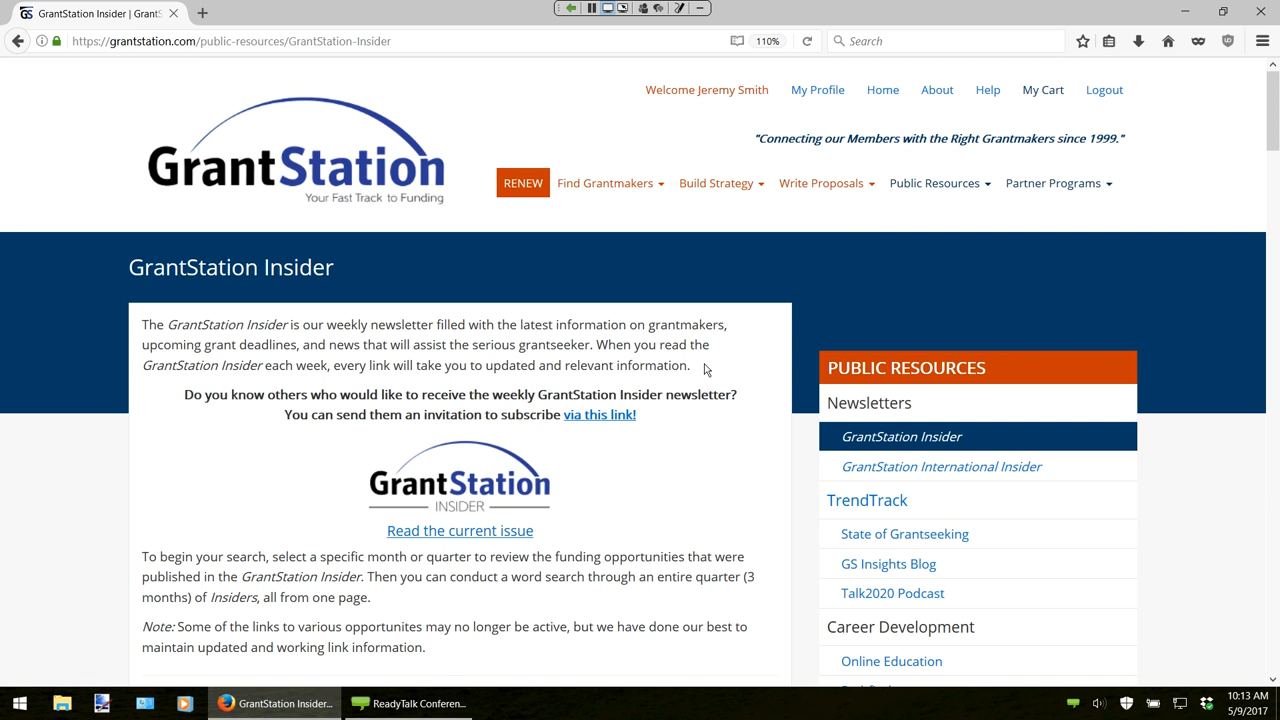 GrantStation Insider | GrantS
https://grantstation.com/public-resources/GrantStation-Insider
110%
Search
Welcome Jeremy Smith My Profile Home About Help My Cart Logout
"Connecting our Members with the Right Grantmakers since 1999."
GrantStation
Your Fast Track to Funding
RENEW Find Grantmakers Build Strategy Write Proposals Public Resources Partner Programs
GrantStation Insider
The GrantStation Insider is our weekly newsletter filled with the latest information on grantmakers,
upcoming grant deadlines, and news that will assist the serious grantseeker. When you read the
GrantStation Insider each week, every link will take you to updated and relevant information.
Do you know others who would like to receive the weekly GrantStation Insider newsletter?
You can send them an invitation to subscribe via this link!
GrantStation
INSIDER
Read the current issue
To begin your search, select a specific month or quarter to review the funding opportunities that were
published in the GrantStation Insider. Then you can conduct a word search through an entire quarter (3
months) of Insiders, all from one page.
Note: Some of the links to various opportunites may no longer be active, but we have done our best to
maintain updated and working link information.
PUBLIC RESOURCES
Newsletters
GrantStation Insider
GrantStation International Insider
TrendTrack
State of Grantseeking
GS Insights Blog
Talk2020 Podcast
Career Development
Online Education
GrantStation Insider...
ReadyTalk Conferen...
10:13 AM
5/9/2017